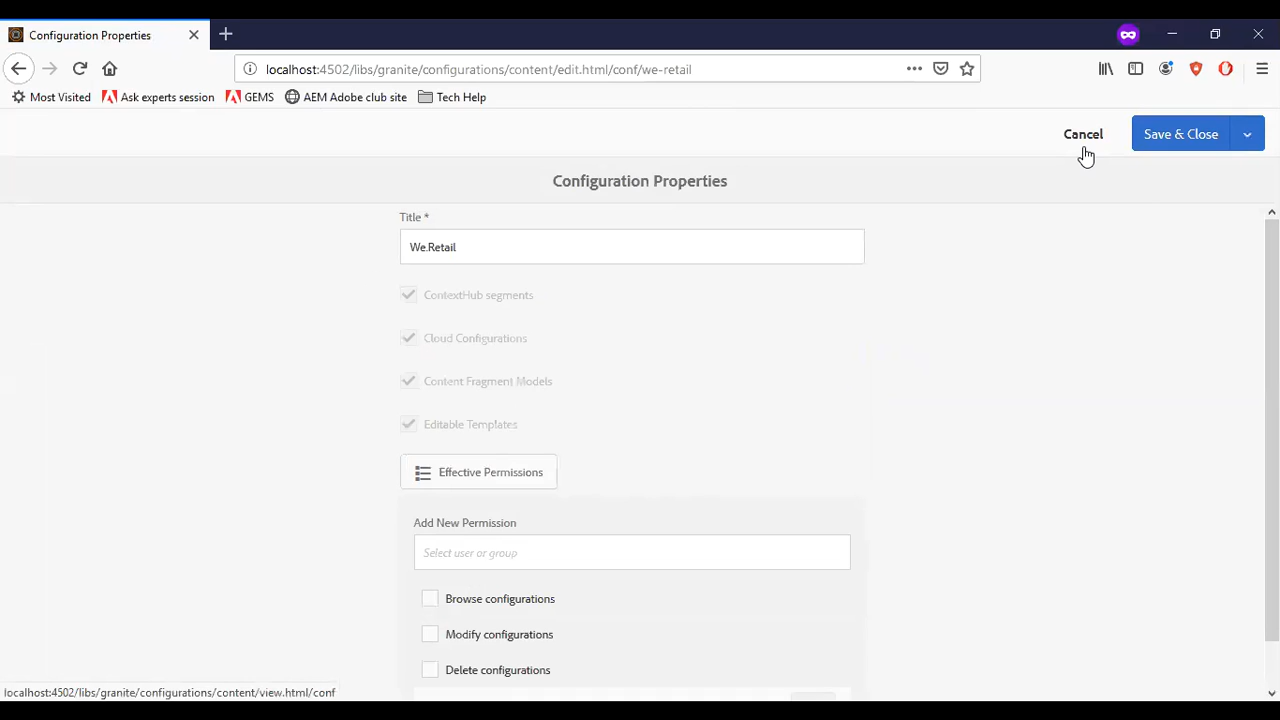 Configuration Properties
localhost:4502/libs/granite/configurations/content/edit.html/conf/we-retail
Most Visited Ask experts session GEMS AEM Adobe club site Tech Help
Cancel Save & Close
Configuration Properties
Title *
We.Retail
ContextHub segments
Cloud Configurations
Content Fragment Models
Editable Templates
Effective Permissions
Add New Permission
Select user or group
Browse configurations
Modify configurations
Delete configurations
localhost:4502/libs/granite/configurations/content/view.html/conf